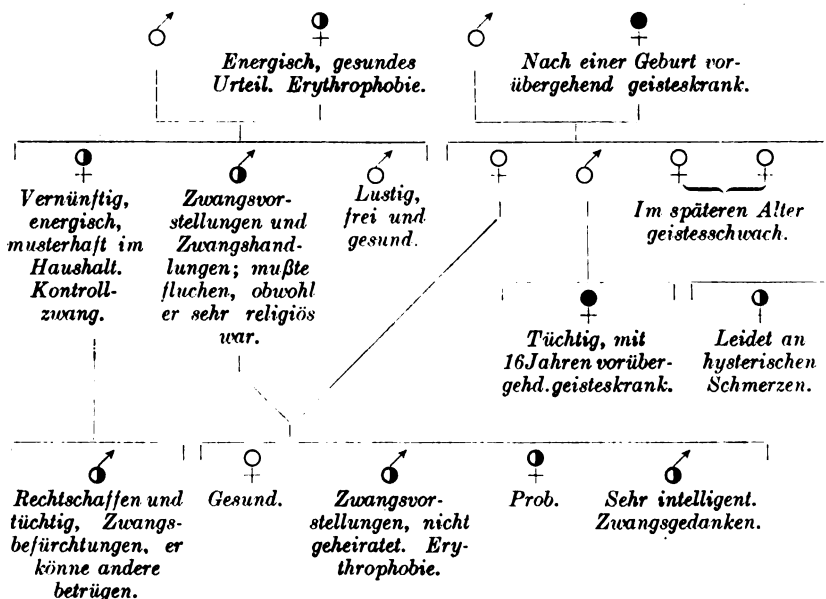 Energisch, gesundes
Urteil. Erythrophobie.
Nach einer Geburt vor-
übergehend geisteskrank.
Vernünftig,
energisch,
musterhaft im
Haushalt.
Kontroll-
zwang.
Zwangsvor-
stellungen und
Zwangshand-
lungen; mußte
fluchen, obwohl
er sehr religiös
war.
Lustig,
frei und
gesund.
Im späteren Alter
geistesschwach.
Tüchtig, mit
16 Jahren vorüber-
gehd. geisteskrank.
Leidet an
hysterischen
Schmerzen.
Rechtschaffen und
tüchtig, Zwangs-
befürchtungen, er
könne andere
betrügen.
Gesund.
Zwangsvor-
stellungen, nicht
geheiratet. Ery-
throphobie.
Prob.
Sehr intelligent.
Zwangsgedanken.